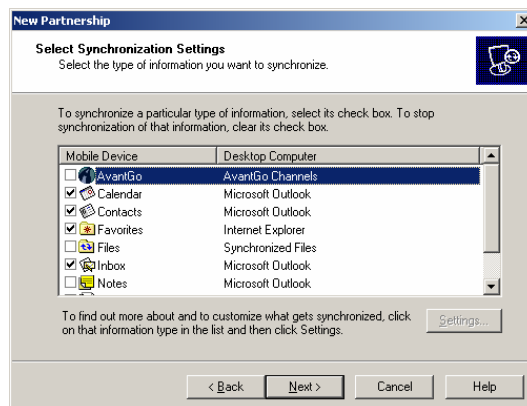 New Partnership
Select Synchronization Settings
Select the type of information you want to synchronize.
To synchronize a particular type of information, select its check box. To stop
synchronization of that information, clear its check box.
Mobile Device Desktop Computer
AvantGo AvantGo Channels
Calendar Microsoft Outlook
Contacts Microsoft Outlook
Favorites Internet Explorer
Files Synchronized Files
Inbox Microsoft Outlook
Notes Microsoft Outlook
To find out more about and to customize what gets synchronized, click
on that information type in the list and then click Settings.
Settings...
< Back Next > Cancel Help